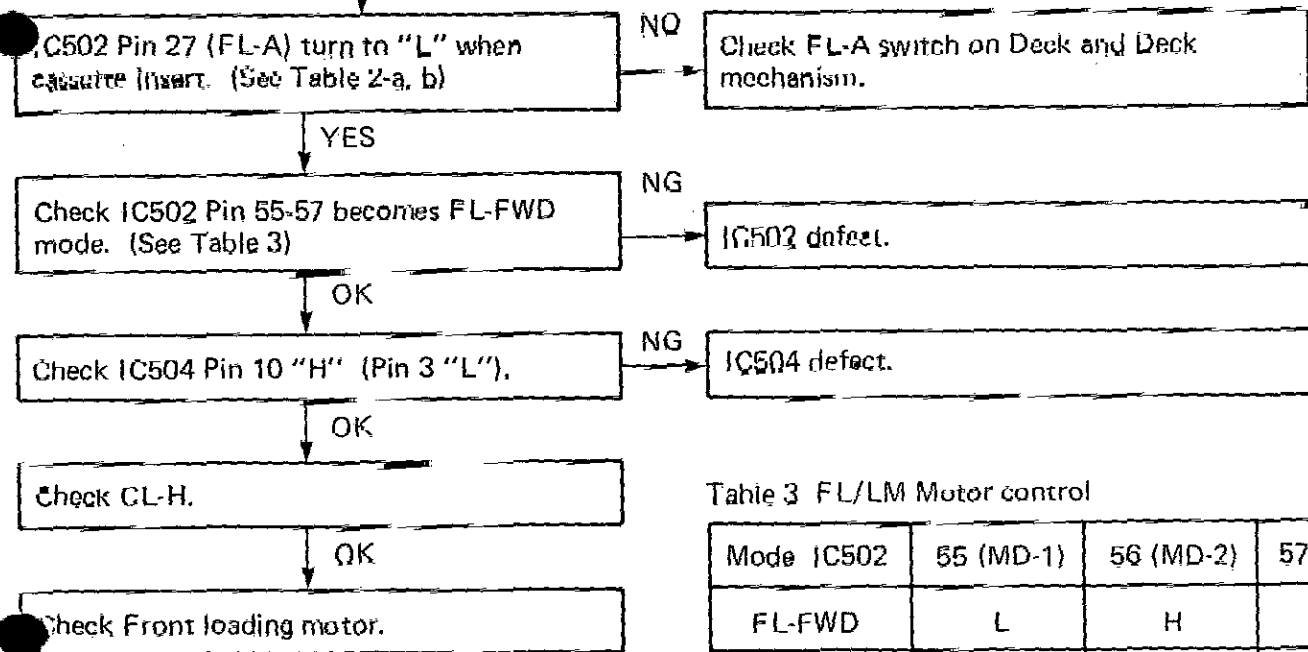 IC502 Pin 27 (FL-A) turn to "L" when
cassette Insert. (See Table 2-a, b)
NO
Check FL-A switch on Deck and Deck
mechanism.
YES
Check IC502 Pin 55-57 becomes FL-FWD
mode. (See Table 3)
NG
IC502 defect.
OK
Check IC504 Pin 10 "H" (Pin 3 "L").
NG
IC504 defect.
OK
Check CL-H.
OK
Check Front loading motor.
Table 3 FL/LM Motor control
Mode IC502 55 (MD-1) 56 (MD-2) 57
FL-FWD L H